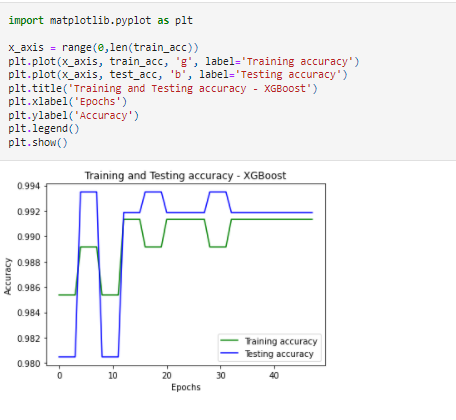 import matplotlib.pyplot as plt
x_axis = range(0,len(train_acc))
plt.plot(x_axis, train_acc, 'g', label='Training accuracy')
plt.plot(x_axis, test_acc, 'b', label='Testing accuracy')
plt.title('Training and Testing accuracy - XGBoost')
plt.xlabel('Epochs')
plt.ylabel('Accuracy')
plt.legend()
plt.show()
Training and Testing accuracy - XGBoost
0.994
0.992
0.990
0.988
0.986
0.984
0.982
0.980
Accuracy
Training accuracy
Testing accuracy
0 10 20 30 40
Epochs